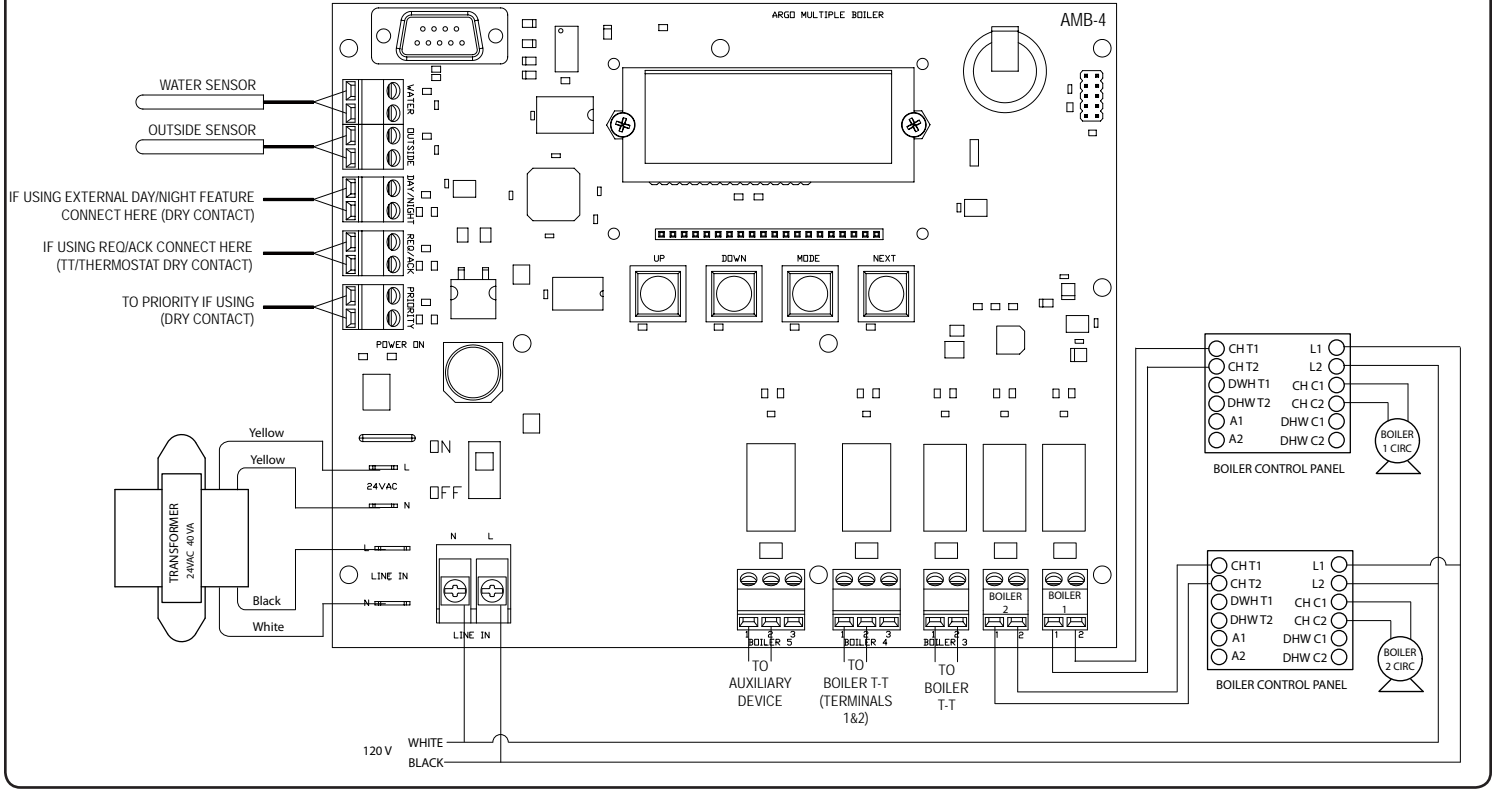 ARGO MULTIPLE BOILER
AMB-4
WATER SENSOR
WATER
OUTSIDE SENSOR
OUTSIDE
IF USING EXTERNAL DAY/NIGHT FEATURE
CONNECT HERE (DRY CONTACT)
DAY/NIGHT
IF USING REQ/ACK CONNECT HERE
(TT/THERMOSTAT DRY CONTACT)
REQ/ACK
TO PRIORITY IF USING
(DRY CONTACT)
PRIORITY
UP
DOWN
MODE
NEXT
POWER ON
ON
OFF
Yellow
Yellow
L
24VAC
N
L
LINE IN
N
Black
White
TRANSFORMER
24VAC 40 VA
N L
LINE IN
1 2 3
BOILER 5
TO
AUXILIARY
DEVICE
1 2 3
BOILER 4
TO
BOILER T-T
(TERMINALS
1&2)
1 2
BOILER 3
TO
BOILER
T-T
BOILER
2
1 2
BOILER
1
1 2
CH T1 L1
CH T2 L2
DWH T1 CH C1
DHW T2 CH C2
A1 DHW C1
A2 DHW C2
BOILER
1 CIRC
BOILER CONTROL PANEL
CH T1 L1
CH T2 L2
DWH T1 CH C1
DHW T2 CH C2
A1 DHW C1
A2 DHW C2
BOILER
2 CIRC
BOILER CONTROL PANEL
120 V
WHITE
BLACK